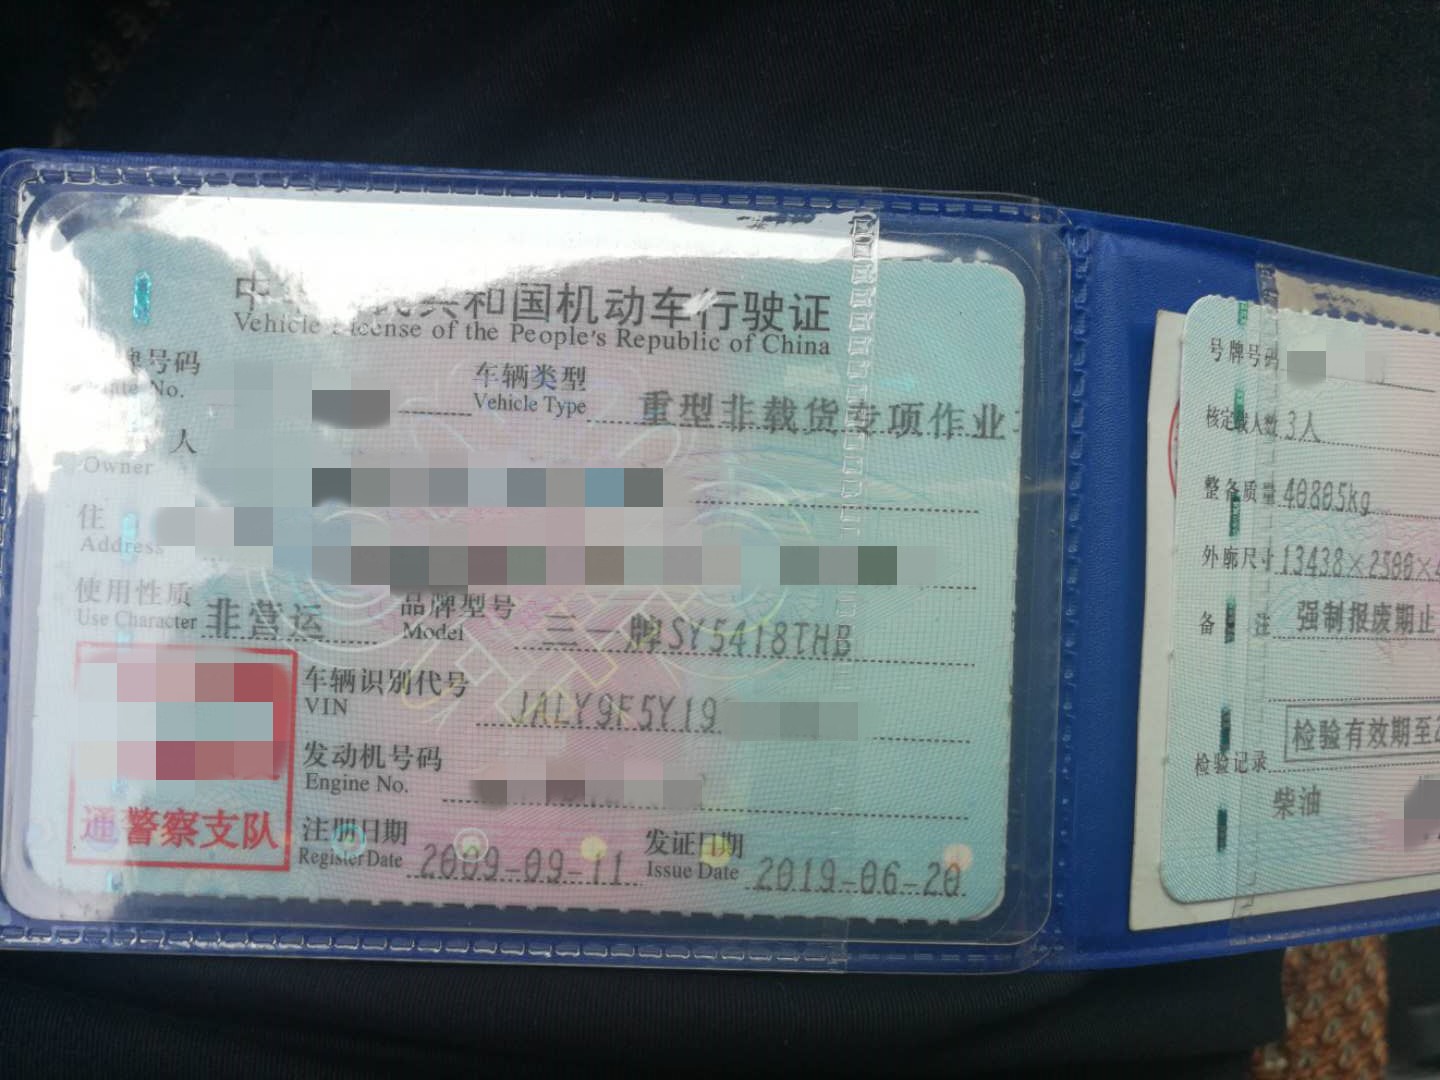 共和国机动车行驶证
Vehicle License of the People's Republic of China
牌号码
Plate No.
车辆类型
Vehicle Type
重型非载货专项作业
人
Owner
住
Address
使用性质
Use Character
非营运
品牌型号
Model
三一牌SY5418THB
车辆识别代号
VIN
JALY9F5Y19
发动机号码
Engine No.
通警察支队
注册日期
Register Date
2009-09-11
发证日期
Issue Date
2019-06-20
号牌号码
核定载人数 3人
整备质量 40805kg
外廓尺寸 13438×2500×
备 注 强制报废期止
检验有效期至2
检验记录
柴油